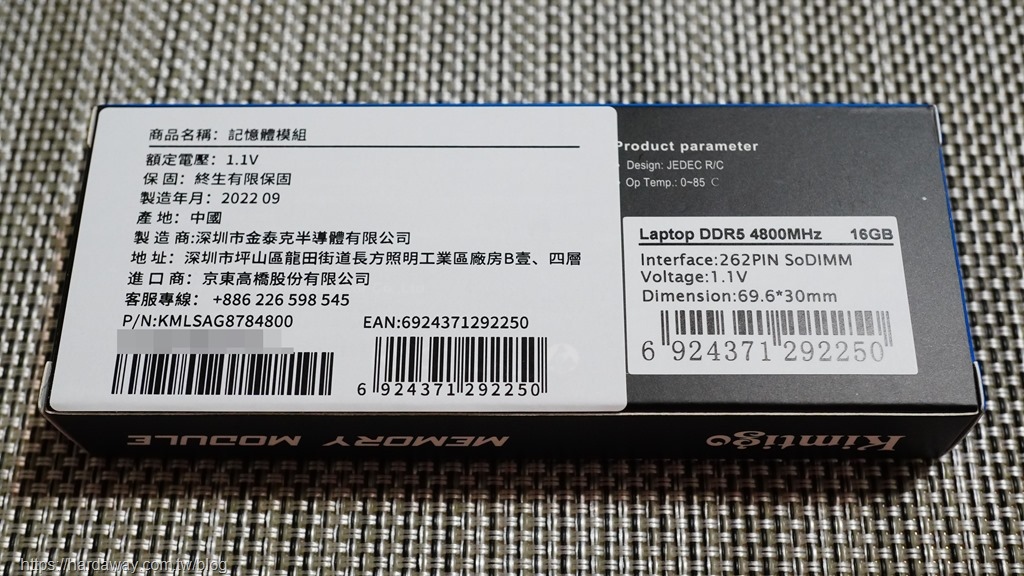 商品名稱：記憶體模組
額定電壓：1.1V
保 固：終生有限保固
製造年月：2022 09
產 地：中國
製 造 商:深圳市金泰克半導體有限公司
地 址：深圳市坪山區龍田街道長方照明工業區廠房B壹、四層
進 口 商：京東高橋股份有限公司
客服專線： +886 226 598 545
P/N:KMLSAG8784800
EAN:6924371292250
6 924371 292250
Product parameter
Design: JEDEC R/C
Op Temp.: 0~85 ℃
Laptop DDR5 4800MHz 16GB
Interface:262PIN SoDIMM
Voltage:1.1V
Dimension:69.6*30mm
6 924371 292250
Kimtigo
MEMORY MODULE
https://hardaway.com.tw/blog